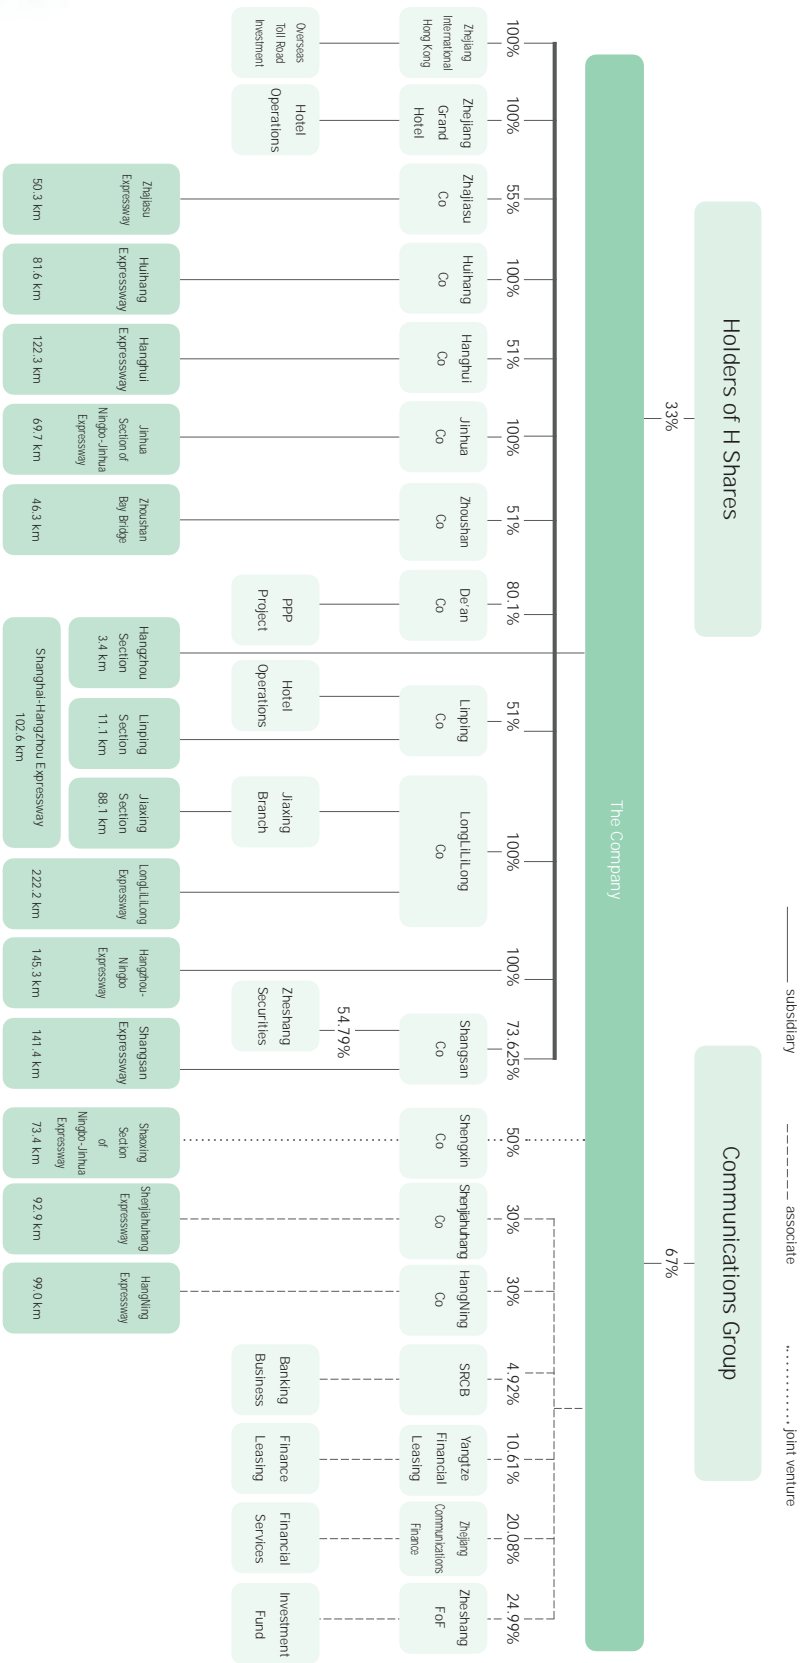 subsidiary
associate
joint venture
Holders of H Shares
Communications Group
33%
67%
The Company
100%
100%
55%
100%
51%
100%
51%
80.1%
51%
100%
100%
73.625%
50%
30%
30%
4.92%
10.61%
20.08%
24.99%
Zhejiang
International
Hong Kong
Zhejiang
Grand
Hotel
Zhajiasu
Co
Huihang
Co
Hanghui
Co
Jinhua
Co
Zhoushan
Co
De'an
Co
Linping
Co
LongLiLiLong
Co
Shangsan
Co
Shengxin
Co
Shenjiahuhang
Co
HangNing
Co
SRCB
Yangtze
Financial
Leasing
Zhejiang
Communications
Finance
Zheshang
FoF
54.79%
Overseas
Toll Road
Investment
Hotel
Operations
PPP
Project
Hotel
Operations
Jiaxing
Branch
Zheshang
Securities
Banking
Business
Finance
Leasing
Financial
Services
Investment
Fund
Zhajiasu
Expressway
50.3 km
Huihang
Expressway
81.6 km
Hanghui
Expressway
122.3 km
Jinhua
Section of
Ningbo-Jinhua
Expressway
69.7 km
Zhoushan
Bay Bridge
46.3 km
Hangzhou
Section
3.4 km
Linping
Section
11.1 km
Jiaxing
Section
88.1 km
Shanghai-Hangzhou Expressway
102.6 km
LongLiLiLong
Expressway
222.2 km
Hangzhou-
Ningbo
Expressway
145.3 km
Shangsan
Expressway
141.4 km
Shaoxing
Section
of
Ningbo-Jinhua
Expressway
73.4 km
Shenjiahuhang
Expressway
92.9 km
HangNing
Expressway
99.0 km